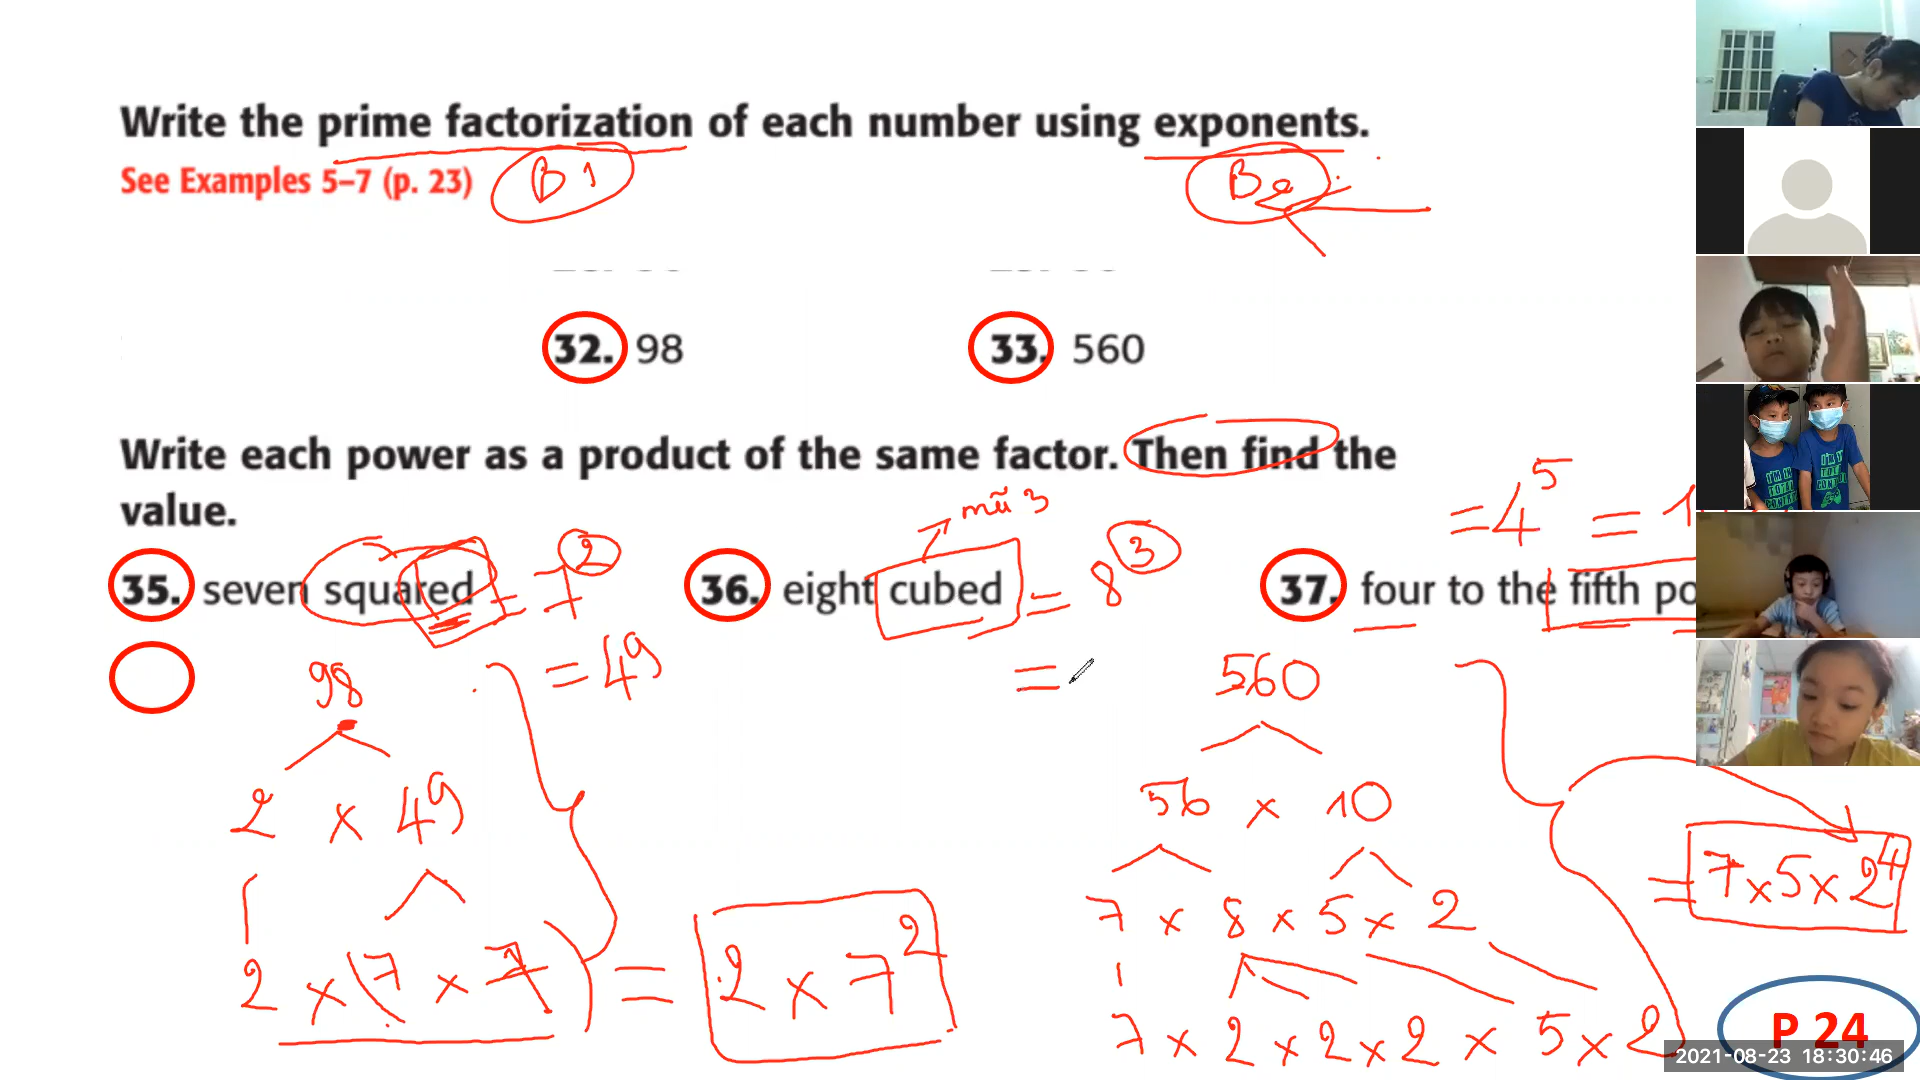 Write the prime factorization of each number using exponents.
See Examples 5–7 (p. 23)
B1
B2
32. 98
33. 560
Write each power as a product of the same factor. Then find the
value.
mũ 3
= 4⁵ = 1
35. seven squared = 7²
36. eight cubed = 8³
37. four to the fifth po
= 49
=
98
2 × 49
2 × (7 × 7) = 2 × 7²
560
56 × 10
7 × 8 × 5 × 2
7 × 2 × 2 × 2 × 5 × 2
= 7 × 5 × 2⁴
P 24
2021-08-23 18:30:46